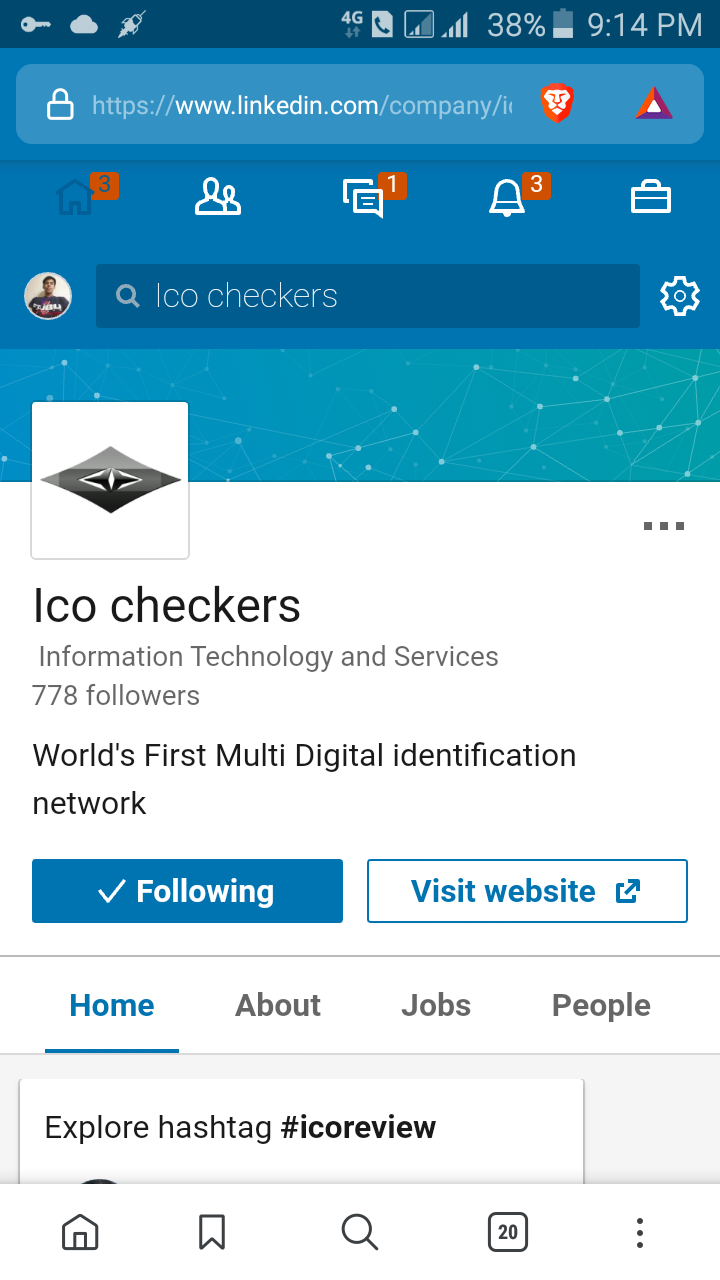 4G 38% 9:14 PM
https://www.linkedin.com/company/ic
3 1 3
Ico checkers
Ico checkers
Information Technology and Services
778 followers
World's First Multi Digital identification
network
Following Visit website
Home About Jobs People
Explore hashtag #icoreview
20